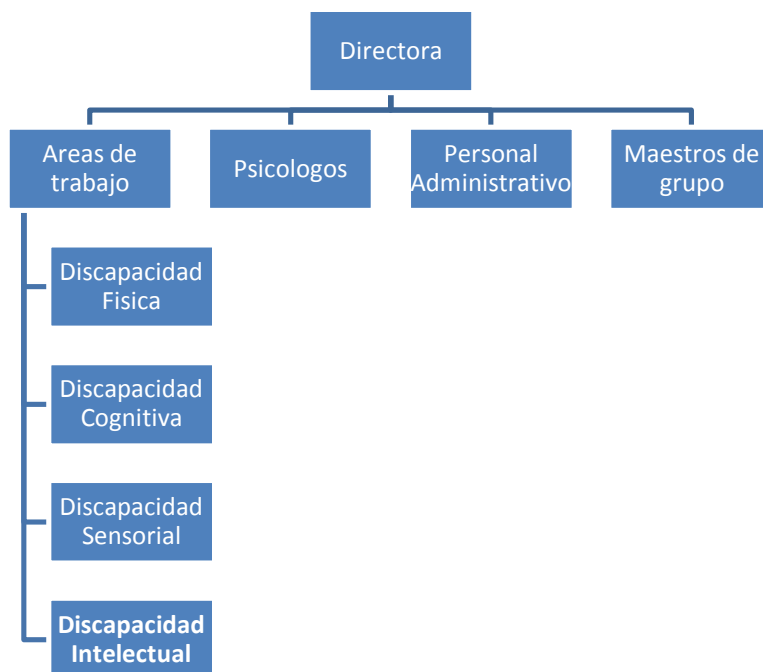 Directora
Areas de
trabajo
Psicologos
Personal
Administrativo
Maestros de
grupo
Discapacidad
Fisica
Discapacidad
Cognitiva
Discapacidad
Sensorial
Discapacidad
Intelectual